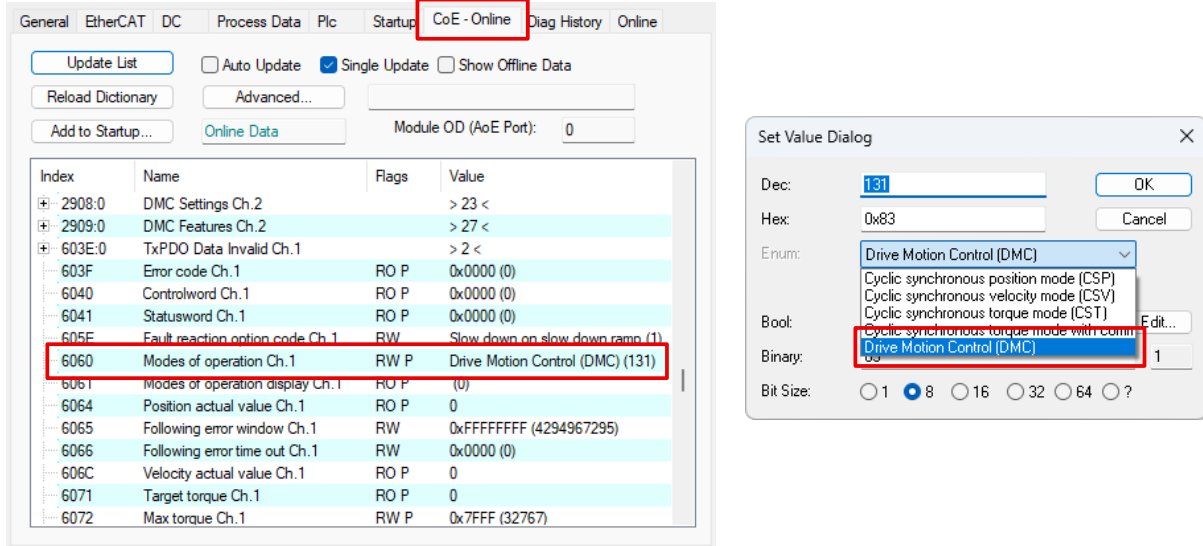 General EtherCAT DC Process Data Plc Startup CoE - Online Diag History Online
Update List Auto Update Single Update Show Offline Data
Reload Dictionary Advanced...
Add to Startup... Online Data Module OD (AoE Port): 0
Index Name Flags Value
2908:0 DMC Settings Ch.2 > 23 <
2909:0 DMC Features Ch.2 > 27 <
603E:0 TxPDO Data Invalid Ch.1 > 2 <
603F Error code Ch.1 RO P 0x0000 (0)
6040 Controlword Ch.1 RO P 0x0000 (0)
6041 Statusword Ch.1 RO P 0x0000 (0)
605E Fault reaction option code Ch.1 RW Slow down on slow down ramp (1)
6060 Modes of operation Ch.1 RW P Drive Motion Control (DMC) (131)
6061 Modes of operation display Ch.1 RO P (0)
6064 Position actual value Ch.1 RO P 0
6065 Following error window Ch.1 RW 0xFFFFFFFF (4294967295)
6066 Following error time out Ch.1 RW 0x0000 (0)
606C Velocity actual value Ch.1 RO P 0
6071 Target torque Ch.1 RO P 0
6072 Max torque Ch.1 RW P 0x7FFF (32767)
Set Value Dialog
Dec: 131 OK
Hex: 0x83 Cancel
Enum: Drive Motion Control (DMC)
Cyclic synchronous position mode (CSP)
Cyclic synchronous velocity mode (CSV)
Cyclic synchronous torque mode (CST)
Bool: Cyclic synchronous torque mode with comm Edit...
Drive Motion Control (DMC)
Binary: 1
Bit Size: 1 8 16 32 64 ?